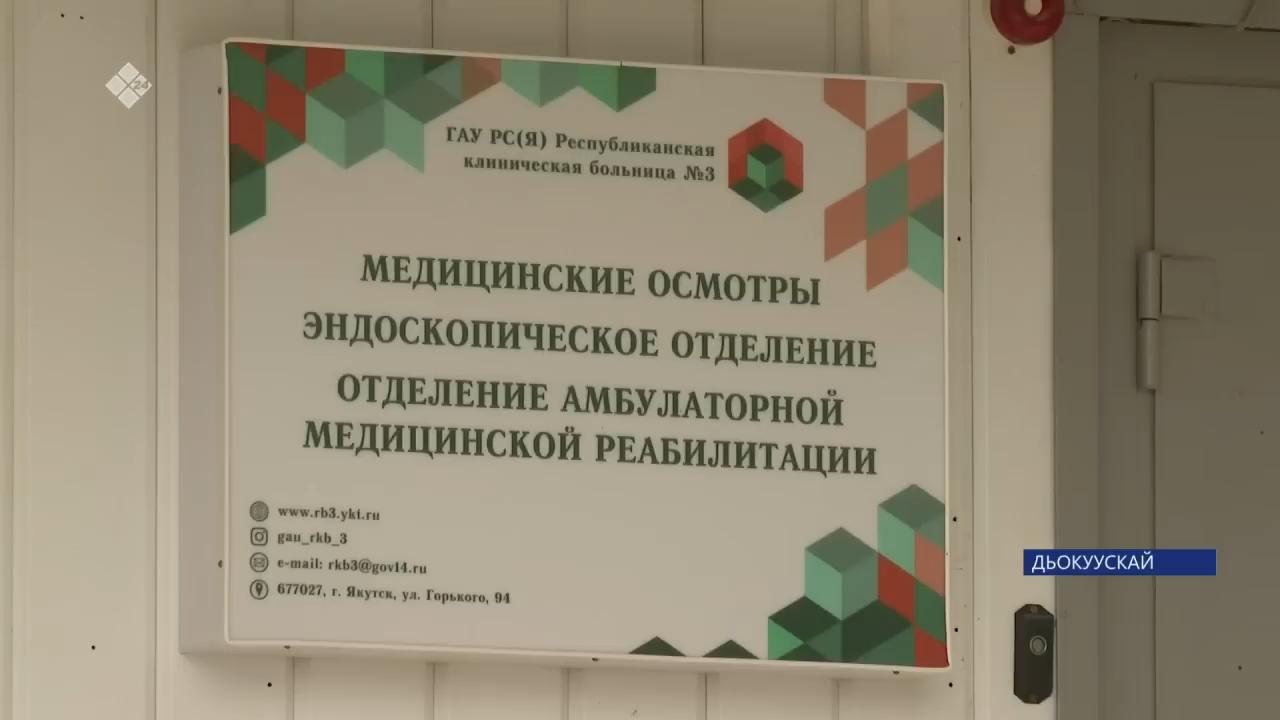 X24
ГАУ РС(Я) Республиканская
клиническая больница №3
МЕДИЦИНСКИЕ ОСМОТРЫ
ЭНДОСКОПИЧЕСКОЕ ОТДЕЛЕНИЕ
ОТДЕЛЕНИЕ АМБУЛАТОРНОЙ
МЕДИЦИНСКОЙ РЕАБИЛИТАЦИИ
www.rb3.ykt.ru
gau_rkb_3
e-mail: rkb3@gov14.ru
677027, г. Якутск, ул. Горького, 94
ДЬОКУУСКАЙ